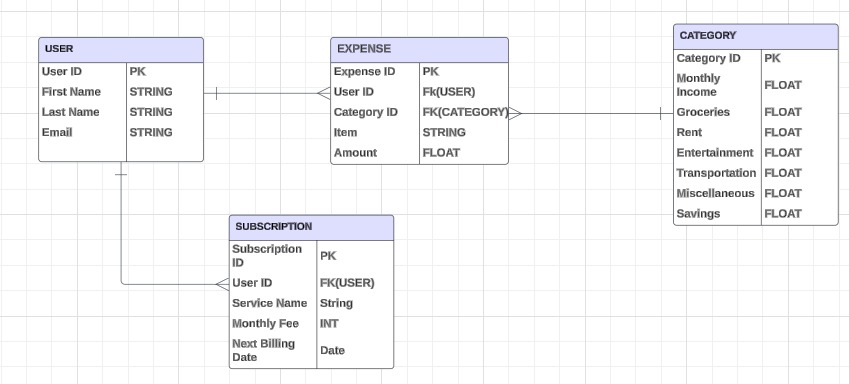 USER
User ID PK
First Name STRING
Last Name STRING
Email STRING
EXPENSE
Expense ID PK
User ID Fk(USER)
Category ID FK(CATEGORY)
Item STRING
Amount FLOAT
CATEGORY
Category ID PK
Monthly
Income FLOAT
Groceries FLOAT
Rent FLOAT
Entertainment FLOAT
Transportation FLOAT
Miscellaneous FLOAT
Savings FLOAT
SUBSCRIPTION
Subscription
ID PK
User ID FK(USER)
Service Name String
Monthly Fee INT
Next Billing
Date Date